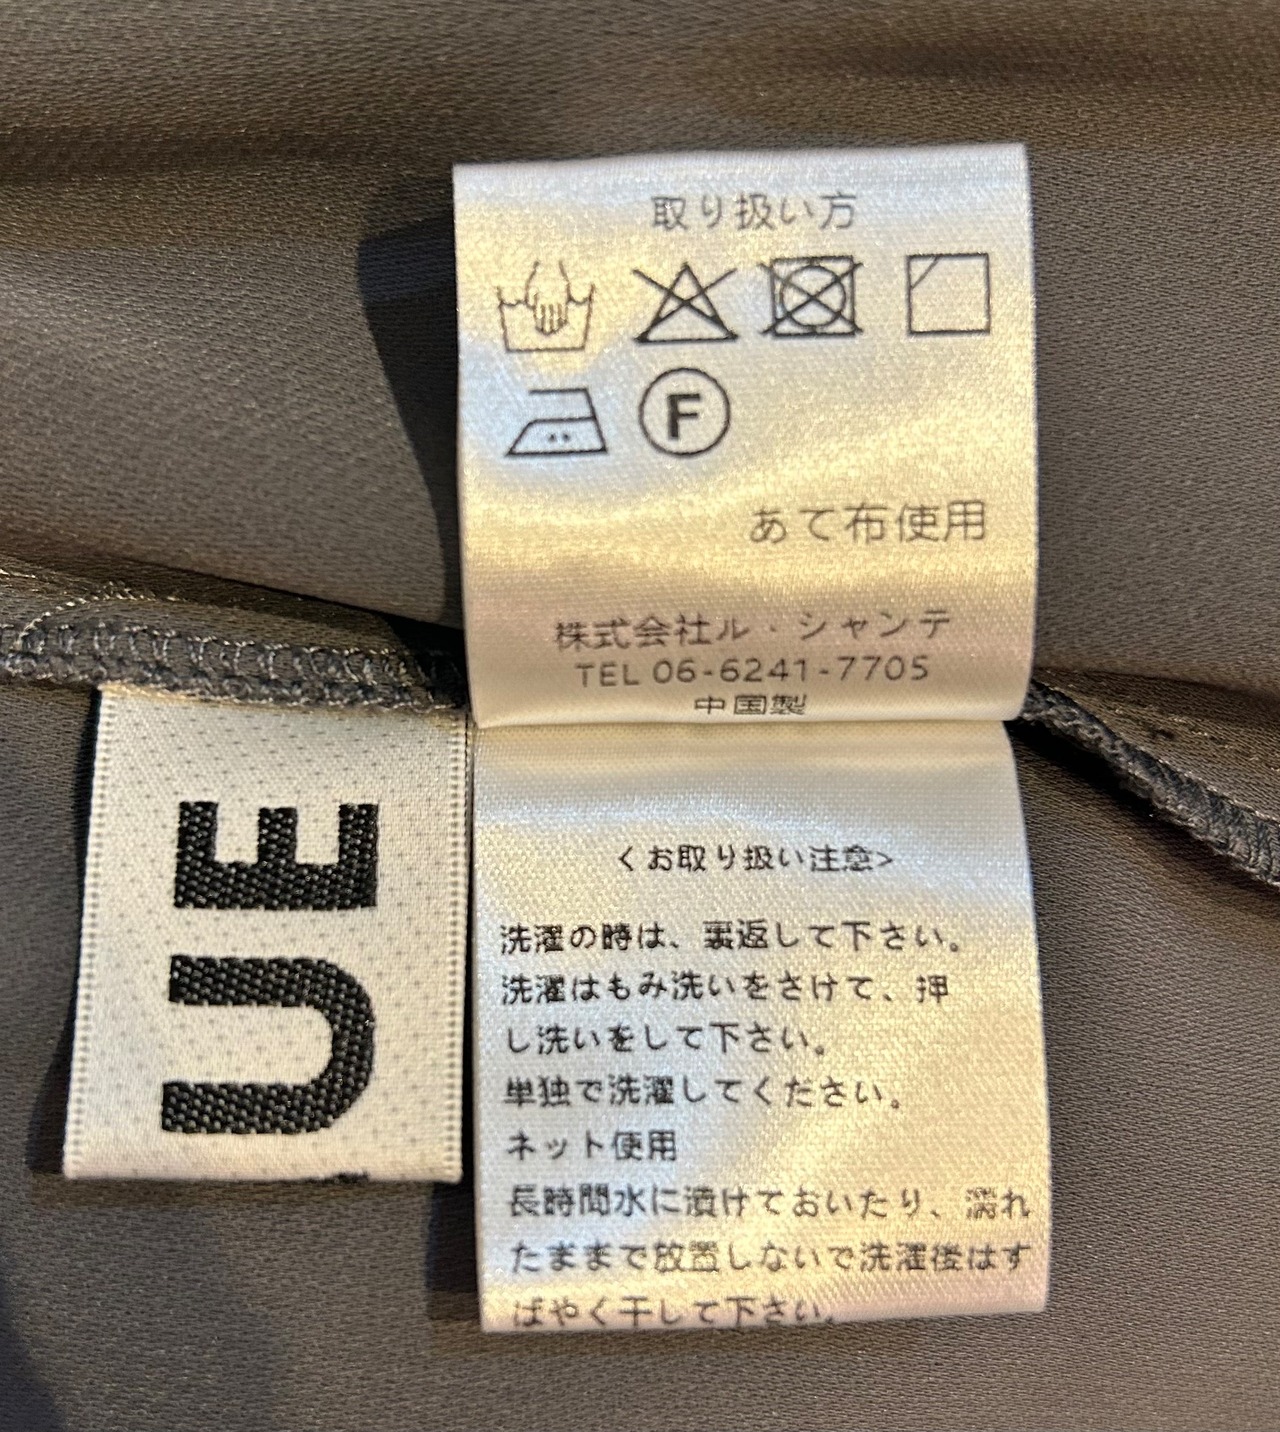 取り扱い方
F
あて布使用
株式会社ル・シャンテ
TEL 06-6241-7705
中国製
UE
<お取り扱い注意>
洗濯の時は、裏返して下さい。
洗濯はもみ洗いをさけて、押
し洗いをして下さい。
単独で洗濯してください。
ネット使用
長時間水に漬けておいたり、濡れ
たままで放置しないで洗濯後はす
ばやく干して下さい。